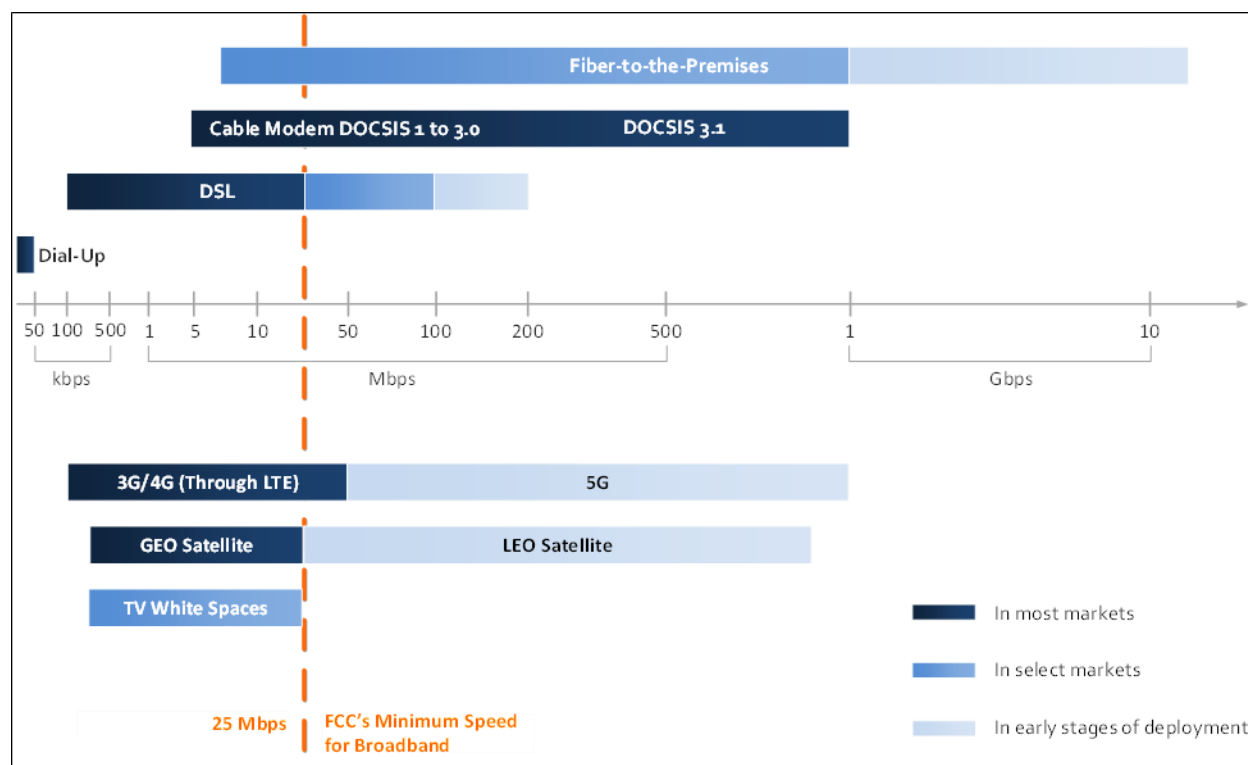 Fiber-to-the-Premises
Cable Modem DOCSIS 1 to 3.0 DOCSIS 3.1
DSL
Dial-Up
50 100 500 1 5 10 50 100 200 500 1 10
kbps Mbps Gbps
3G/4G (Through LTE) 5G
GEO Satellite LEO Satellite
TV White Spaces
In most markets
In select markets
In early stages of deployment
25 Mbps FCC's Minimum Speed
for Broadband